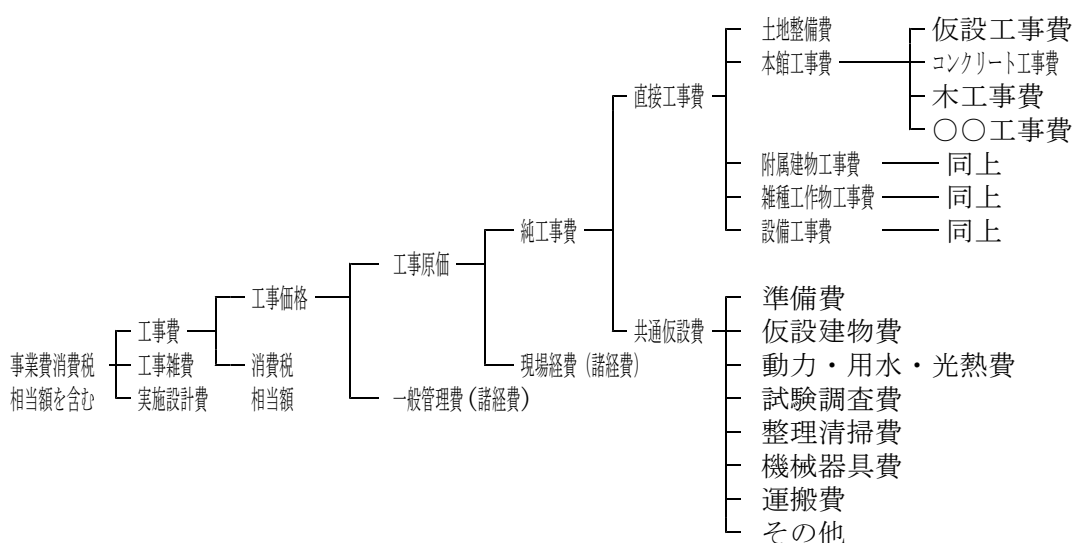 土地整備費
仮設工事費
本館工事費
コンクリート工事費
直接工事費
木工事費
〇〇工事費
附属建物工事費
同上
雑種工作物工事費
同上
純工事費
設備工事費
同上
工事原価
工事価格
準備費
工事費
共通仮設費
仮設建物費
事業費消費税
相当額を含む
工事雑費
消費税
相当額
現場経費(諸経費)
動力・用水・光熱費
実施設計費
一般管理費(諸経費)
試験調査費
整理清掃費
機械器具費
運搬費
その他